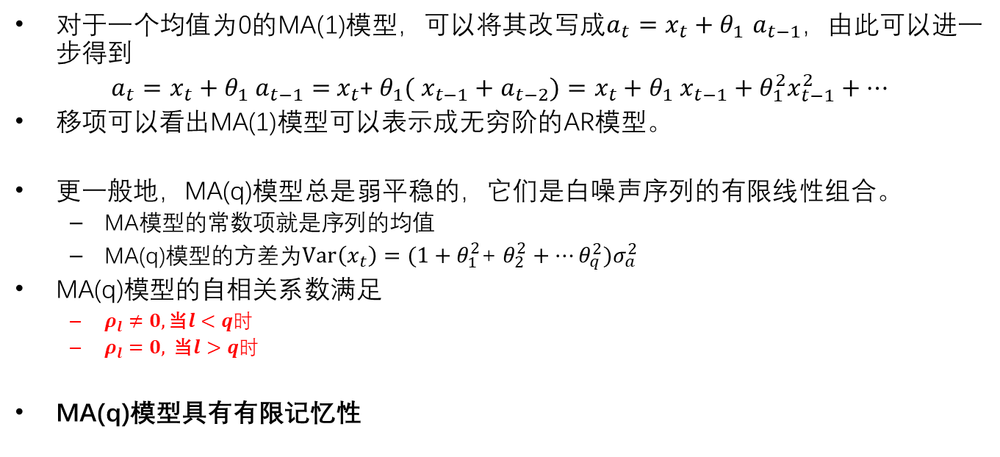 • 对于一个均值为0的MA(1)模型，可以将其改写成$a_t = x_t + \theta_1\ a_{t-1}$，由此可以进一
步得到
$a_t = x_t + \theta_1\ a_{t-1} = x_t + \theta_1(\ x_{t-1} + a_{t-2}) = x_t + \theta_1\ x_{t-1} + \theta_1^2 x_{t-1}^2 + \cdots$
• 移项可以看出MA(1)模型可以表示成无穷阶的AR模型。
• 更一般地，MA(q)模型总是弱平稳的，它们是白噪声序列的有限线性组合。
– MA模型的常数项就是序列的均值
– MA(q)模型的方差为$\mathrm{Var}(x_t) = (1 + \theta_1^2 + \theta_2^2 + \cdots \theta_q^2)\sigma_a^2$
• MA(q)模型的自相关系数满足
– $\rho_l \neq 0$, 当$l < q$时
– $\rho_l = 0$, 当$l > q$时
• MA(q)模型具有有限记忆性